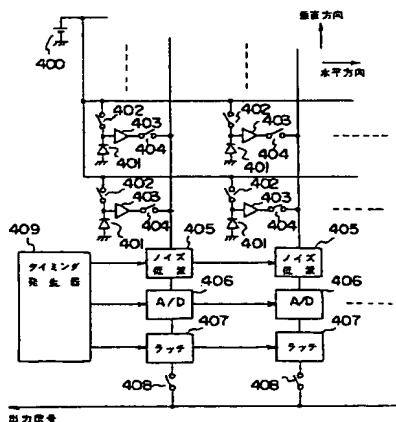 垂直方向
400
水平方向
402 403 402 403
404 404
401 401
402 403 402 403
404 404
409 401 405 401 405
タイミング
発生器
ノイズ
低減
ノイズ
低減
406 406
A/D A/D
407 407
ラッチ ラッチ
408 408
出力信号